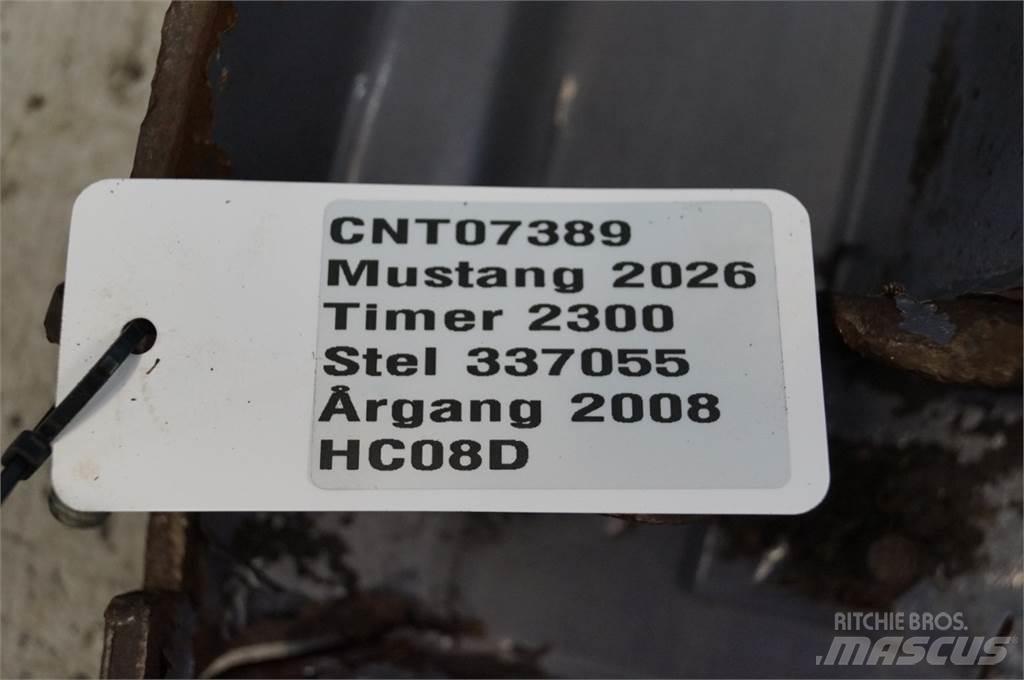 CNT07389
Mustang 2026
Timer 2300
Stel 337055
Årgang 2008
HC08D
RITCHIE BROS.
MASCUS